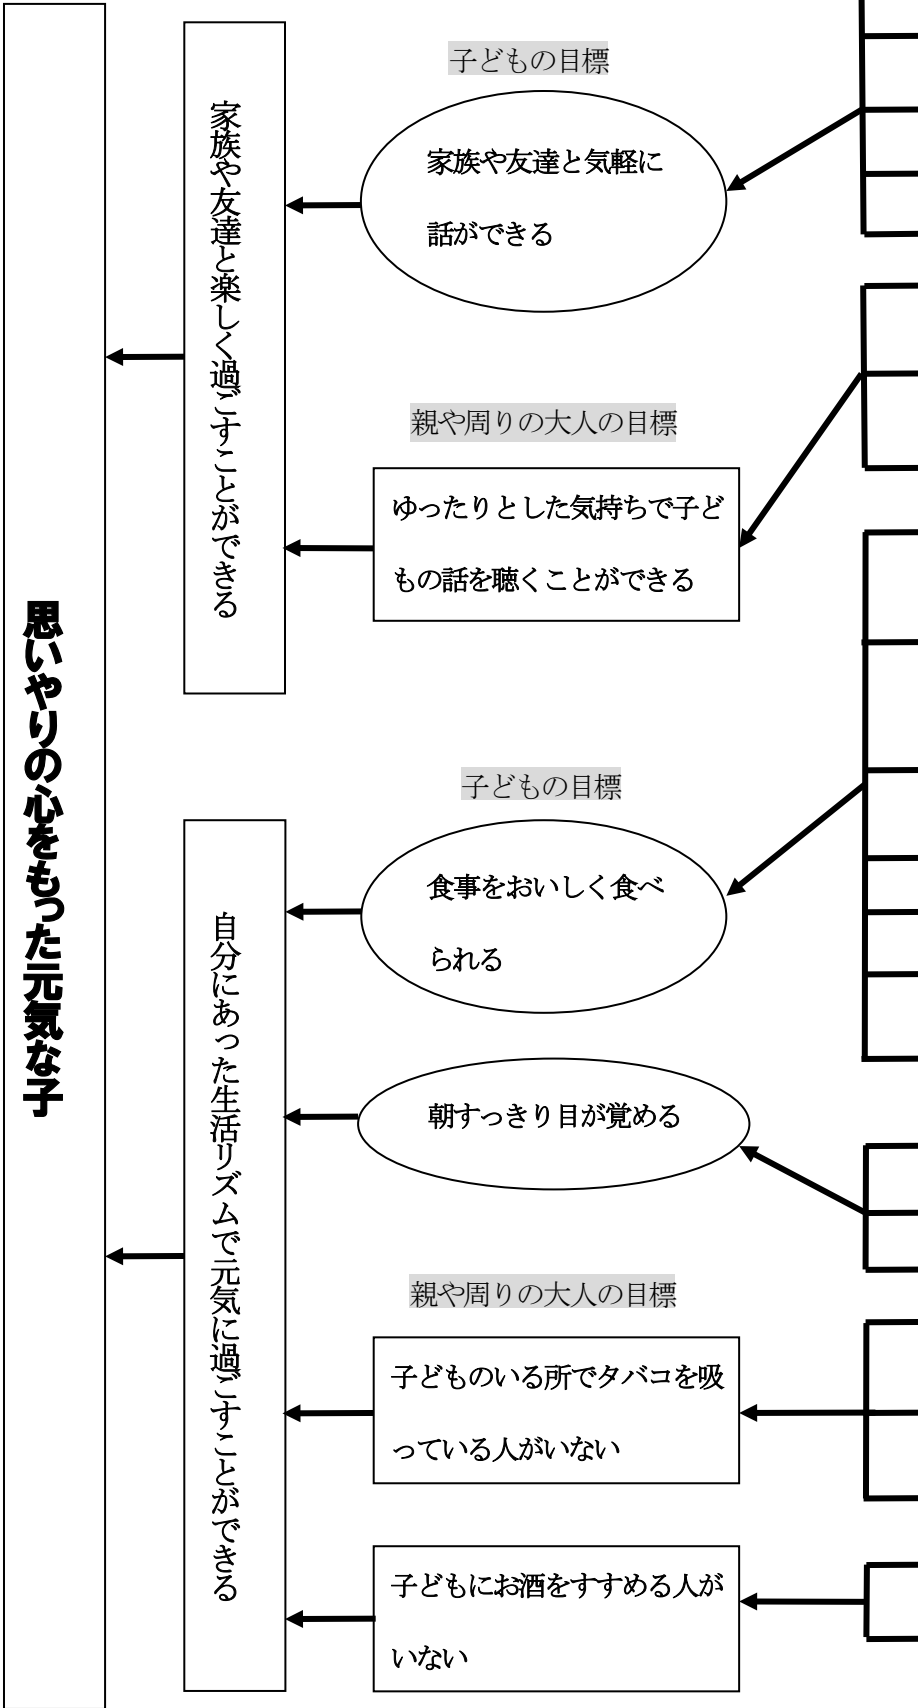 思いやりの心をもった元気な子
家族や友達と楽しく過ごすことができる
子どもの目標
家族や友達と気軽に
話ができる
親や周りの大人の目標
ゆったりとした気持ちで子ど
もの話を聴くことができる
自分にあった生活リズムで元気に過ごすことができる
子どもの目標
食事をおいしく食べ
られる
朝すっきり目が覚める
親や周りの大人の目標
子どものいる所でタバコを吸
っている人がいない
子どもにお酒をすすめる人が
いない